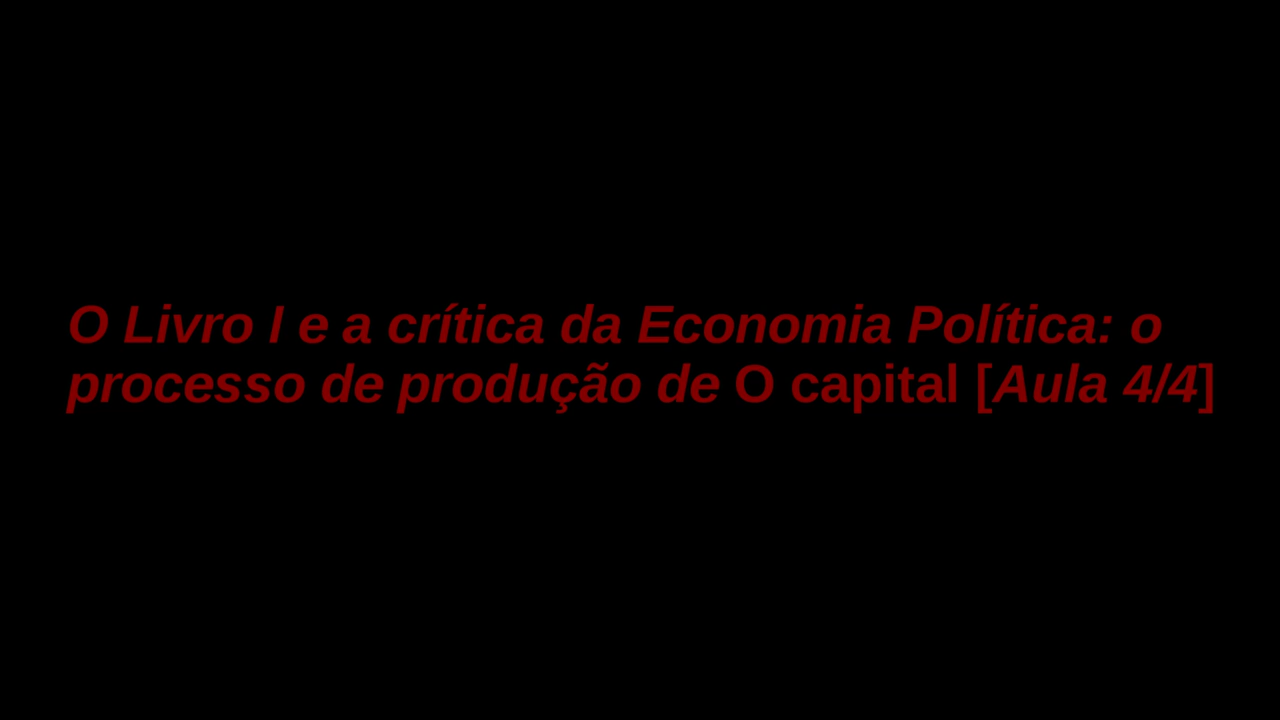 O Livro I e a crítica da Economia Política: o
processo de produção de O capital [Aula 4/4]